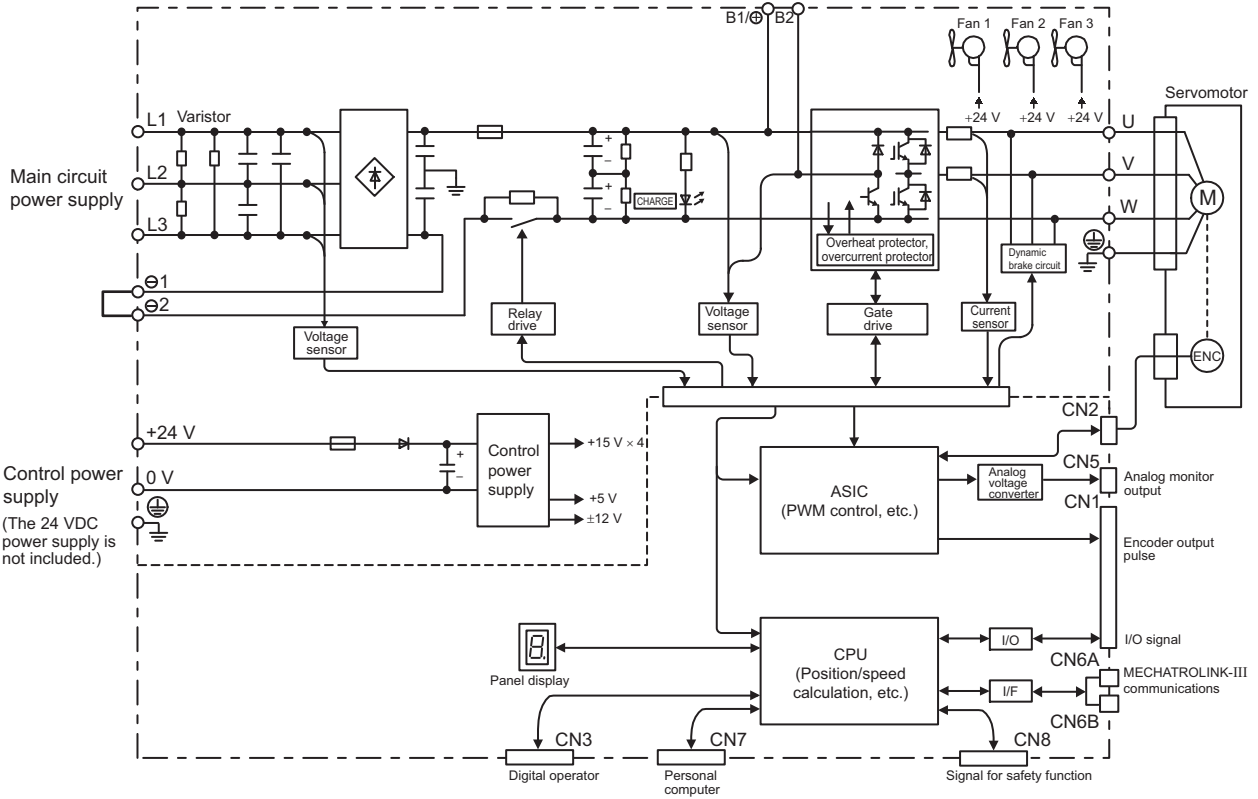 B1/⊕ B2
Fan 1 Fan 2 Fan 3
+24 V +24 V +24 V
Servomotor
L1 Varistor
U
Main circuit
power supply
L2
V
M
CHARGE
L3
W
Overheat protector,
overcurrent protector
Dynamic
brake circuit
⊖1
⊖2
Voltage
sensor
Relay
drive
Voltage
sensor
Gate
drive
Current
sensor
ENC
+
–
+
–
CN2
+24 V
Control power
supply
0 V
(The 24 VDC
power supply is
not included.)
+
–
Control
power
supply
+15 V × 4
+5 V
±12 V
ASIC
(PWM control, etc.)
Analog
voltage
converter
CN5
Analog monitor
output
CN1
Encoder output
pulse
8.
Panel display
CPU
(Position/speed
calculation, etc.)
I/O
I/O signal
CN6A
I/F
MECHATROLINK-III
communications
CN6B
CN3
Digital operator
CN7
Personal
computer
CN8
Signal for safety function